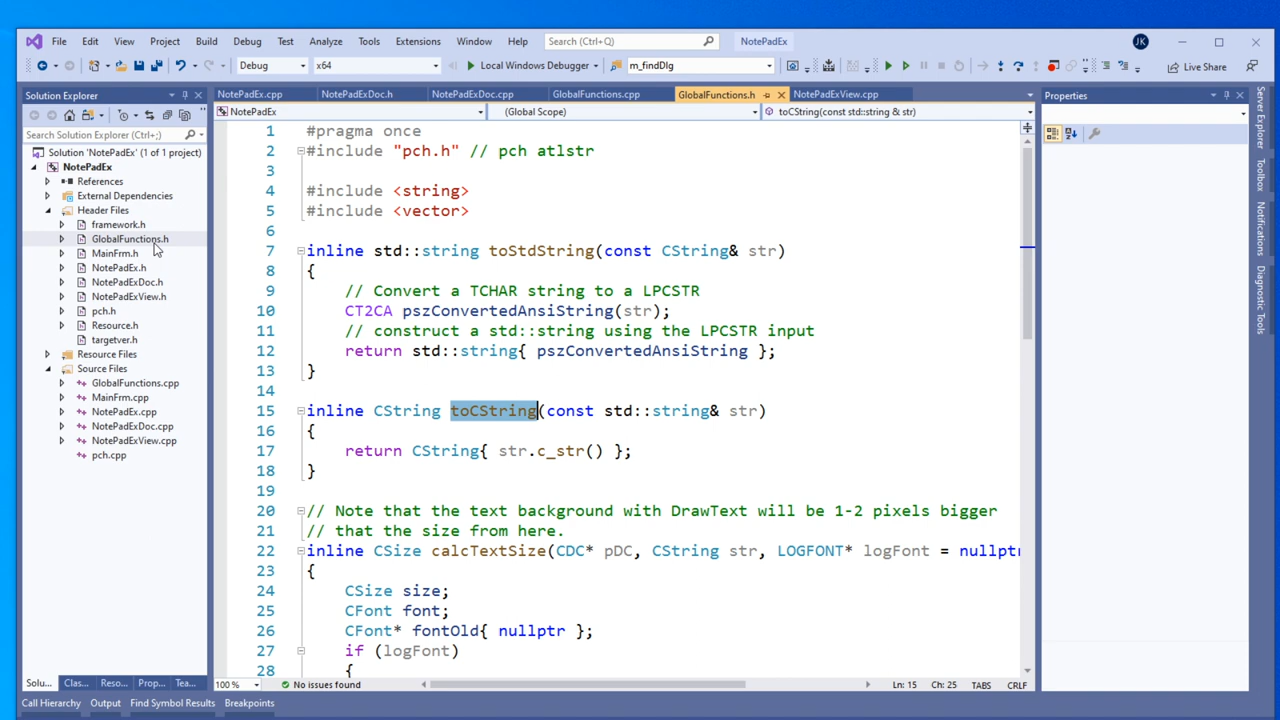 File Edit View Project Build Debug Test Analyze Tools Extensions Window Help Search (Ctrl+Q) NotePadEx JK
Debug x64 Local Windows Debugger m_findDlg Live Share
Solution Explorer
Search Solution Explorer (Ctrl+;)
Solution 'NotePadEx' (1 of 1 project)
NotePadEx
References
External Dependencies
Header Files
framework.h
GlobalFunctions.h
MainFrm.h
NotePadEx.h
NotePadExDoc.h
NotePadExView.h
pch.h
Resource.h
targetver.h
Resource Files
Source Files
GlobalFunctions.cpp
MainFrm.cpp
NotePadEx.cpp
NotePadExDoc.cpp
NotePadExView.cpp
pch.cpp
Solu... Clas... Reso... Prop... Tea...
NotePadEx.cpp NotePadExDoc.h NotePadExDoc.cpp GlobalFunctions.cpp GlobalFunctions.h NotePadExView.cpp
NotePadEx (Global Scope) toCString(const std::string & str)
1 #pragma once
2 #include "pch.h" // pch atlstr
3
4 #include <string>
5 #include <vector>
6
7 inline std::string toStdString(const CString& str)
8 {
9 // Convert a TCHAR string to a LPCSTR
10 CT2CA pszConvertedAnsiString(str);
11 // construct a std::string using the LPCSTR input
12 return std::string{ pszConvertedAnsiString };
13 }
14
15 inline CString toCString(const std::string& str)
16 {
17 return CString{ str.c_str() };
18 }
19
20 // Note that the text background with DrawText will be 1-2 pixels bigger
21 // that the size from here.
22 inline CSize calcTextSize(CDC* pDC, CString str, LOGFONT* logFont = nullptr
23 {
24 CSize size;
25 CFont font;
26 CFont* fontOld{ nullptr };
27 if (logFont)
28 {
100 % No issues found Ln: 15 Ch: 25 TABS CRLF
Properties
Server Explorer
Toolbox
Notifications
Diagnostic Tools
Call Hierarchy Output Find Symbol Results Breakpoints